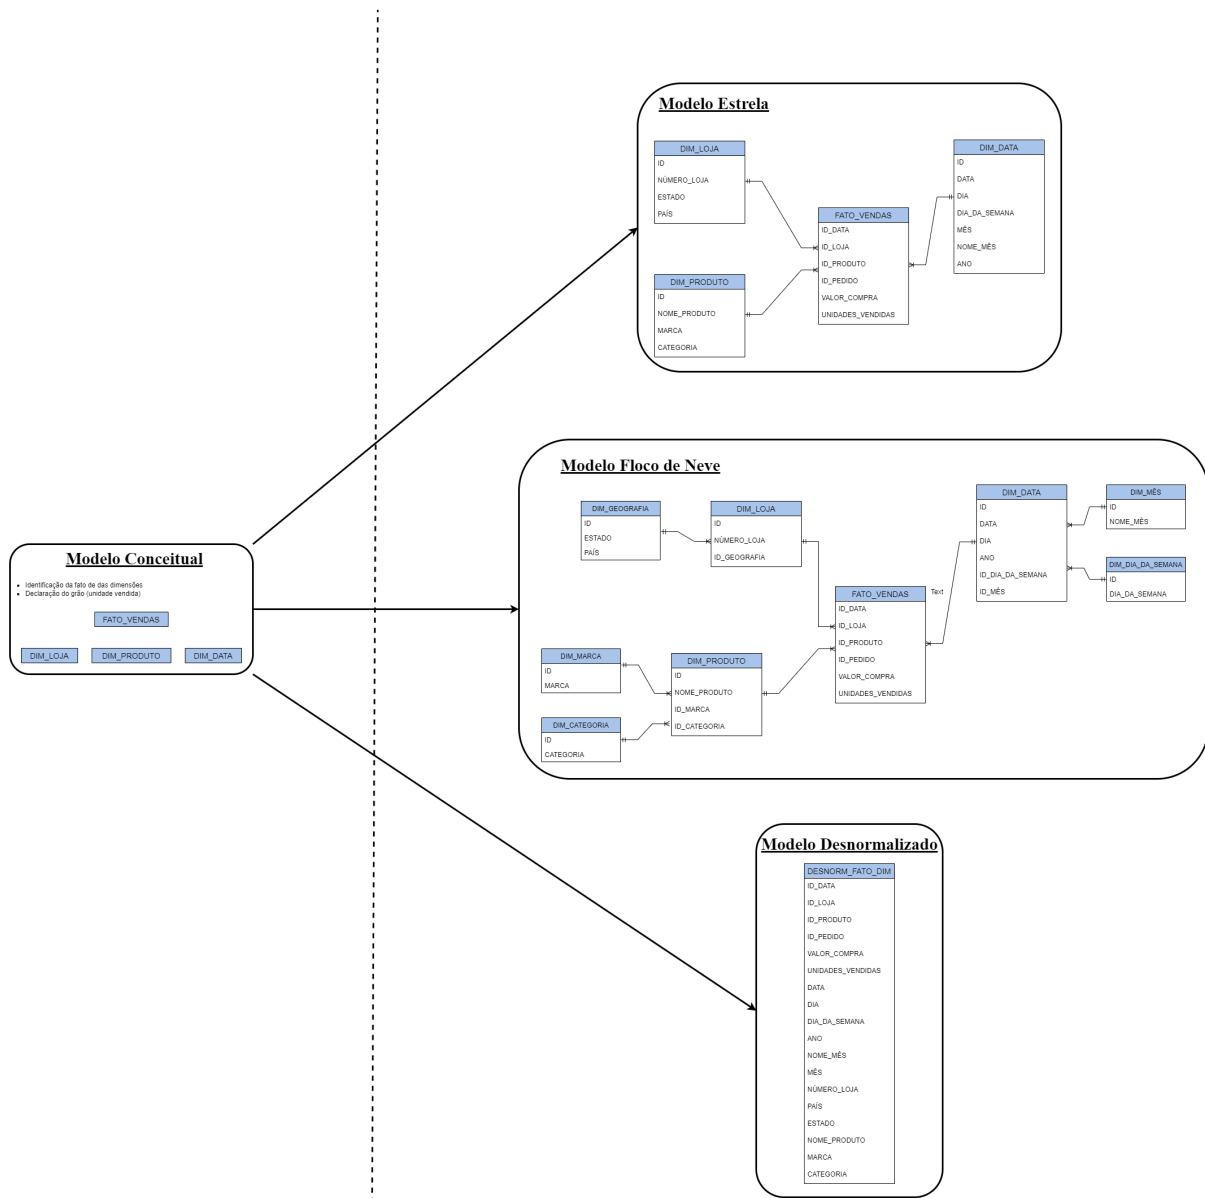 Modelo Estrela
DIM_LOJA
ID
NÚMERO_LOJA
ESTADO
PAÍS
DIM_PRODUTO
ID
NOME_PRODUTO
MARCA
CATEGORIA
FATO_VENDAS
ID_DATA
ID_LOJA
ID_PRODUTO
ID_PEDIDO
VALOR_COMPRA
UNIDADES_VENDIDAS
DIM_DATA
ID
DATA
DIA
DIA_DA_SEMANA
MÊS
NOME_MÊS
ANO
Modelo Conceitual
Identificação da fato de das dimensões
Declaração do grão (unidade vendida)
FATO_VENDAS
DIM_LOJA
DIM_PRODUTO
DIM_DATA
Modelo Floco de Neve
DIM_GEOGRAFIA
ID
ESTADO
PAÍS
DIM_LOJA
ID
NÚMERO_LOJA
ID_GEOGRAFIA
DIM_MARCA
ID
MARCA
DIM_CATEGORIA
ID
CATEGORIA
DIM_PRODUTO
ID
NOME_PRODUTO
ID_MARCA
ID_CATEGORIA
FATO_VENDAS
ID_DATA
ID_LOJA
ID_PRODUTO
ID_PEDIDO
VALOR_COMPRA
UNIDADES_VENDIDAS
Text
DIM_DATA
ID
DATA
DIA
ANO
ID_DIA_DA_SEMANA
ID_MÊS
DIM_MÊS
ID
NOME_MÊS
DIM_DIA_DA_SEMANA
ID
DIA_DA_SEMANA
Modelo Desnormalizado
DESNORM_FATO_DIM
ID_DATA
ID_LOJA
ID_PRODUTO
ID_PEDIDO
VALOR_COMPRA
UNIDADES_VENDIDAS
DATA
DIA
DIA_DA_SEMANA
ANO
NOME_MÊS
MÊS
NÚMERO_LOJA
PAÍS
ESTADO
NOME_PRODUTO
MARCA
CATEGORIA